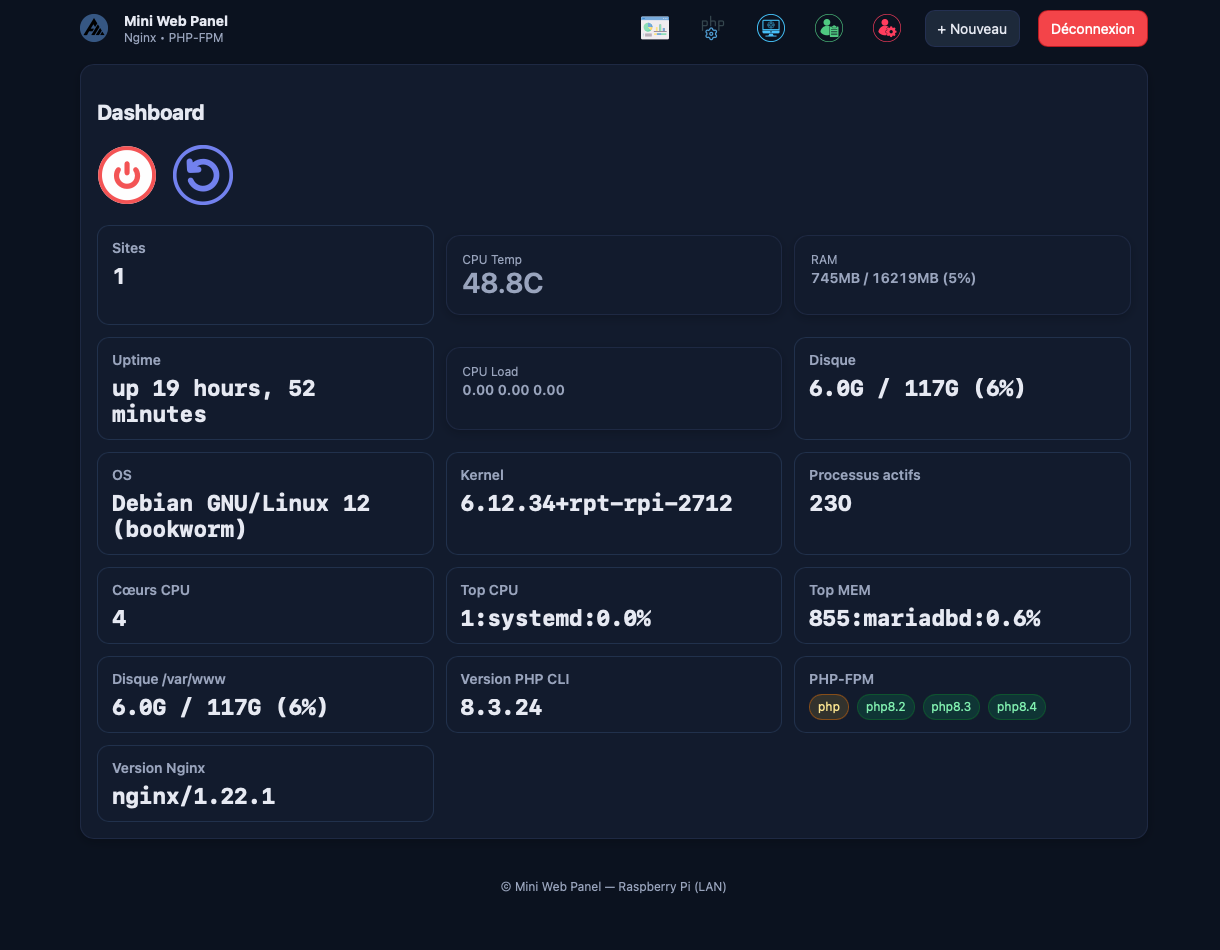 Mini Web Panel
Nginx • PHP-FPM
php
+ Nouveau
Déconnexion
Dashboard
Sites
1
CPU Temp
48.8C
RAM
745MB / 16219MB (5%)
Uptime
up 19 hours, 52
minutes
CPU Load
0.00 0.00 0.00
Disque
6.0G / 117G (6%)
OS
Debian GNU/Linux 12
(bookworm)
Kernel
6.12.34+rpt-rpi-2712
Processus actifs
230
Cœurs CPU
4
Top CPU
1:systemd:0.0%
Top MEM
855:mariadbd:0.6%
Disque /var/www
6.0G / 117G (6%)
Version PHP CLI
8.3.24
PHP-FPM
php php8.2 php8.3 php8.4
Version Nginx
nginx/1.22.1
© Mini Web Panel — Raspberry Pi (LAN)